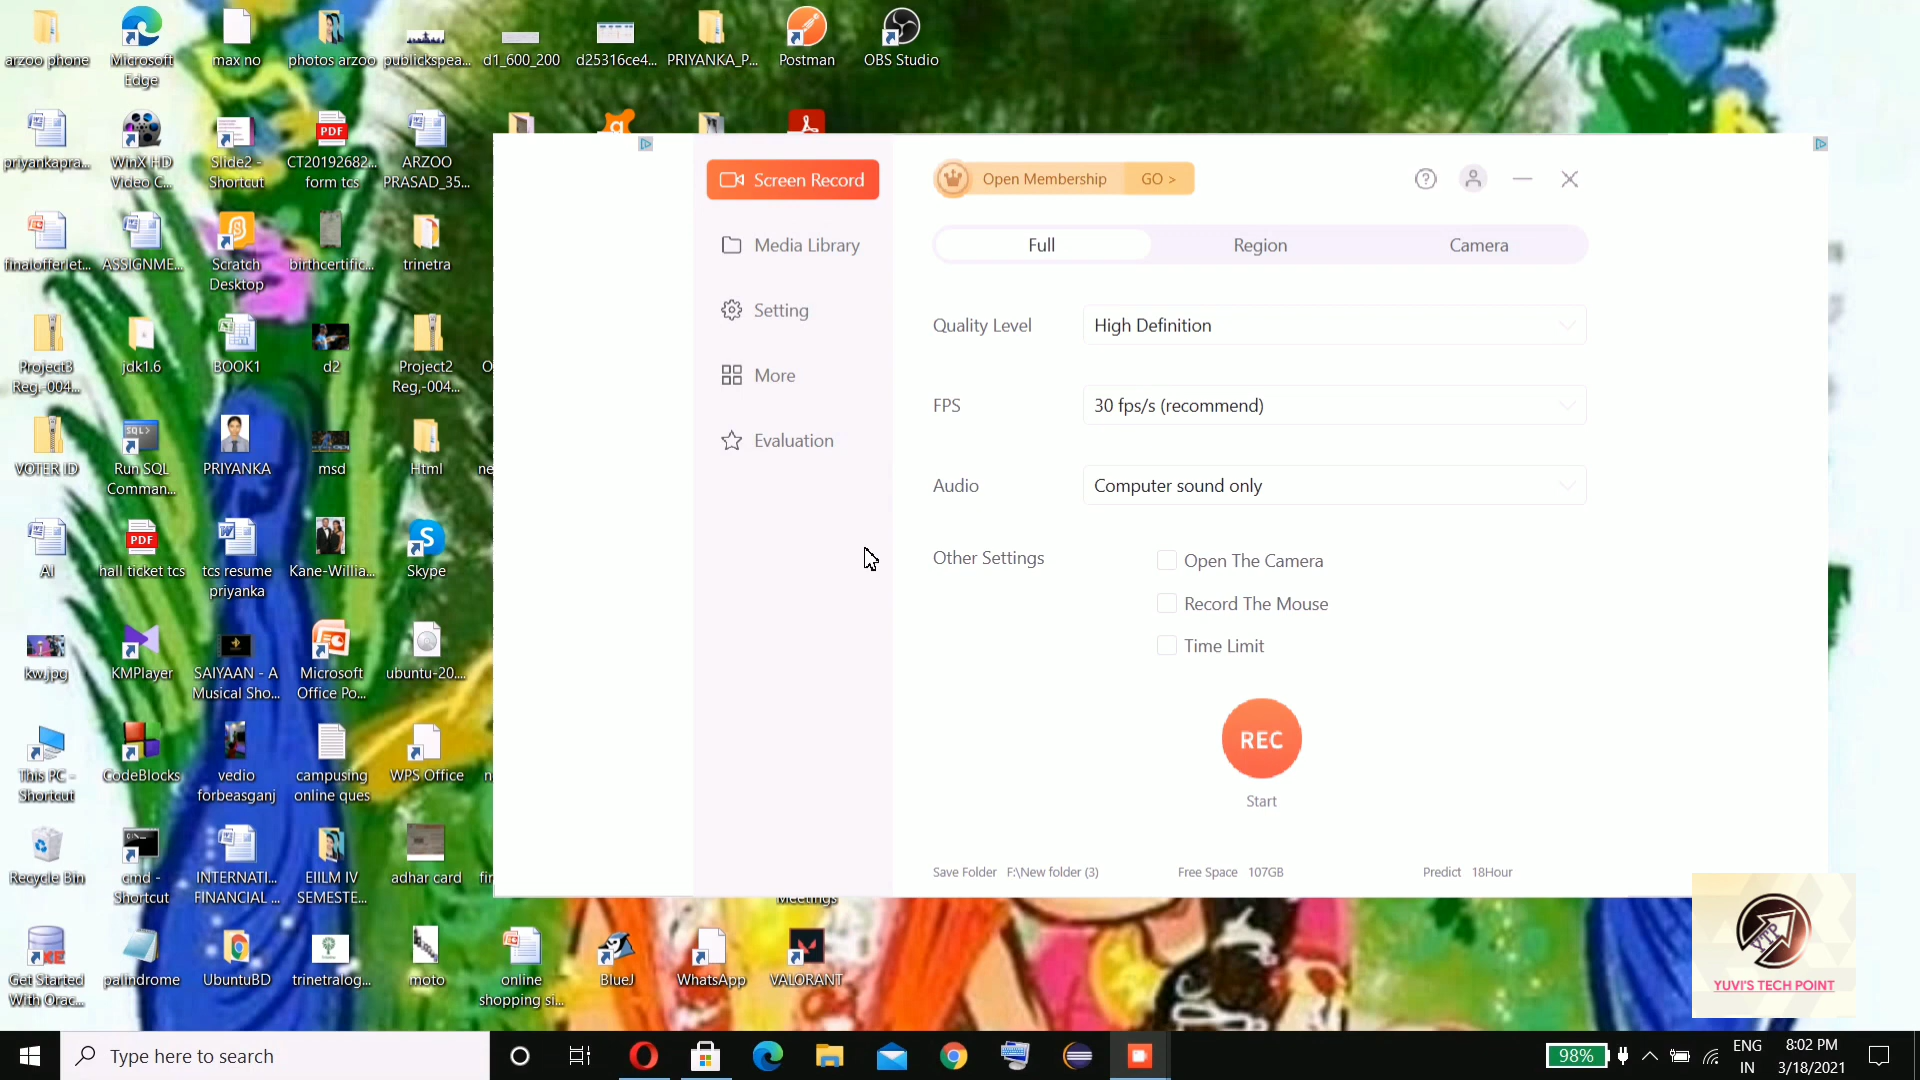 arzoo phone
Microsoft
Edge
max no
photos arzoo
publickspea...
d1_600_200
d25316ce4...
PRIYANKA_P...
Postman
OBS Studio
priyankapra...
WinX HD
Video C...
Slide2 -
Shortcut
PDF
CT20192682...
form tcs
ARZOO
PRASAD_35...
finalofferlet...
ASSIGNME...
Scratch
Desktop
birthcertific...
trinetra
Project3
Reg,-004...
jdk1.6
BOOK1
d2
Project2
Reg,-004...
VOTER ID
SQL>
Run SQL
Comman...
PRIYANKA
msd
Html
ne
AI
PDF
hall ticket tcs
tcs resume
priyanka
Kane-Willia...
Skype
kw.jpg
KMPlayer
SAIYAAN - A
Musical Sho...
Microsoft
Office Po...
ubuntu-20....
This PC -
Shortcut
CodeBlocks
vedio
forbeasganj
campusing
online ques
WPS Office
Recycle Bin
cmd -
Shortcut
INTERNATI...
FINANCIAL ...
EIILM IV
SEMESTE...
adhar card
Meetings
Get Started
With Orac...
palindrome
UbuntuBD
trinetralog...
moto
online
shopping si...
BlueJ
WhatsApp
VALORANT
Screen Record
Media Library
Setting
More
Evaluation
Open Membership GO >
Full
Region
Camera
Quality Level
High Definition
FPS
30 fps/s (recommend)
Audio
Computer sound only
Other Settings
Open The Camera
Record The Mouse
Time Limit
REC
Start
Save Folder F:\New folder (3)
Free Space 107GB
Predict 18Hour
YTP
YUVI'S TECH POINT
Type here to search
98%
ENG
IN
8:02 PM
3/18/2021